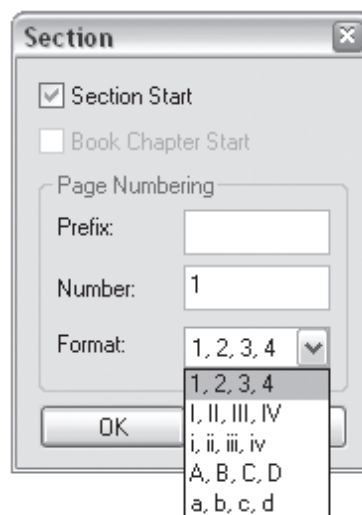 Section
Section Start
Book Chapter Start
Page Numbering
Prefix:
Number: 1
Format: 1, 2, 3, 4
1, 2, 3, 4
I, II, III, IV
i, ii, iii, iv
A, B, C, D
a, b, c, d
OK